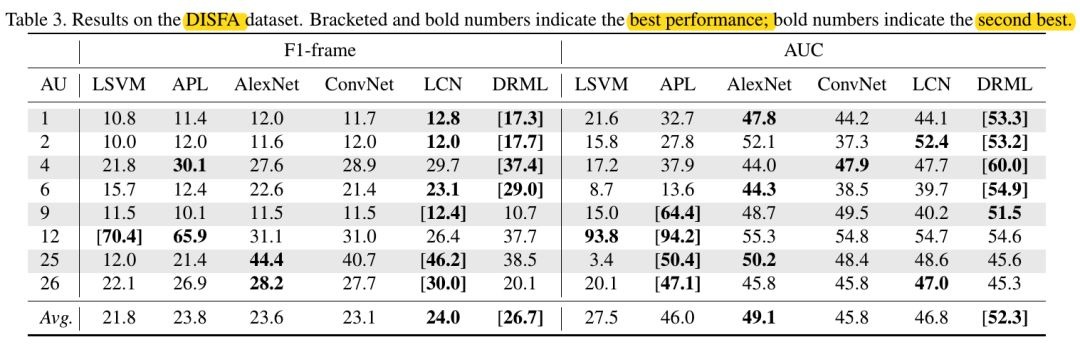 Table 3. Results on the DISFA dataset. Bracketed and bold numbers indicate the best performance; bold numbers indicate the second best.
F1-frame AUC
AU LSVM APL AlexNet ConvNet LCN DRML LSVM APL AlexNet ConvNet LCN DRML
1 10.8 11.4 12.0 11.7 12.8 [17.3] 21.6 32.7 47.8 44.2 44.1 [53.3]
2 10.0 12.0 11.6 12.0 12.0 [17.7] 15.8 27.8 52.1 37.3 52.4 [53.2]
4 21.8 30.1 27.6 28.9 29.7 [37.4] 17.2 37.9 44.0 47.9 47.7 [60.0]
6 15.7 12.4 22.6 21.4 23.1 [29.0] 8.7 13.6 44.3 38.5 39.7 [54.9]
9 11.5 10.1 11.5 11.5 [12.4] 10.7 15.0 [64.4] 48.7 49.5 40.2 51.5
12 [70.4] 65.9 31.1 31.0 26.4 37.7 93.8 [94.2] 55.3 54.8 54.7 54.6
25 12.0 21.4 44.4 40.7 [46.2] 38.5 3.4 [50.4] 50.2 48.4 48.6 45.6
26 22.1 26.9 28.2 27.7 [30.0] 20.1 20.1 [47.1] 45.8 45.8 47.0 45.3
Avg. 21.8 23.8 23.6 23.1 24.0 [26.7] 27.5 46.0 49.1 45.8 46.8 [52.3]